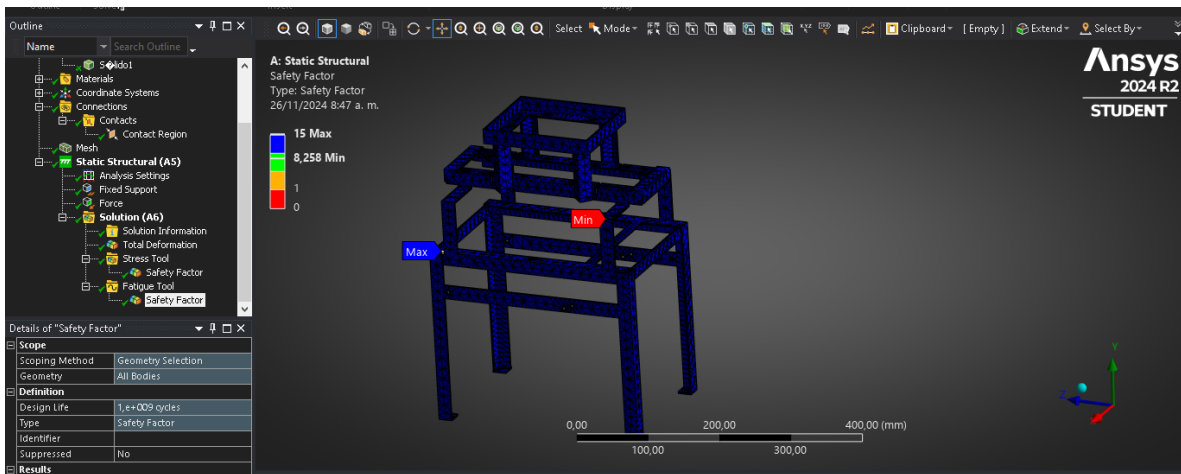 Outline
Name
Search Outline
S�lido1
Materials
Coordinate Systems
Connections
Contacts
Contact Region
Mesh
Static Structural (A5)
Analysis Settings
Fixed Support
Force
Solution (A6)
Solution Information
Total Deformation
Stress Tool
Safety Factor
Fatigue Tool
Safety Factor
Details of "Safety Factor"
Scope
Scoping Method Geometry Selection
Geometry All Bodies
Definition
Design Life 1,e+009 cycles
Type Safety Factor
Identifier
Suppressed No
Results
Select Mode Clipboard [ Empty ] Extend Select By
A: Static Structural
Safety Factor
Type: Safety Factor
26/11/2024 8:47 a. m.
15 Max
8,258 Min
1
0
Min
Max
Ansys
2024 R2
STUDENT
0,00 200,00 400,00 (mm)
100,00 300,00
Y
Z